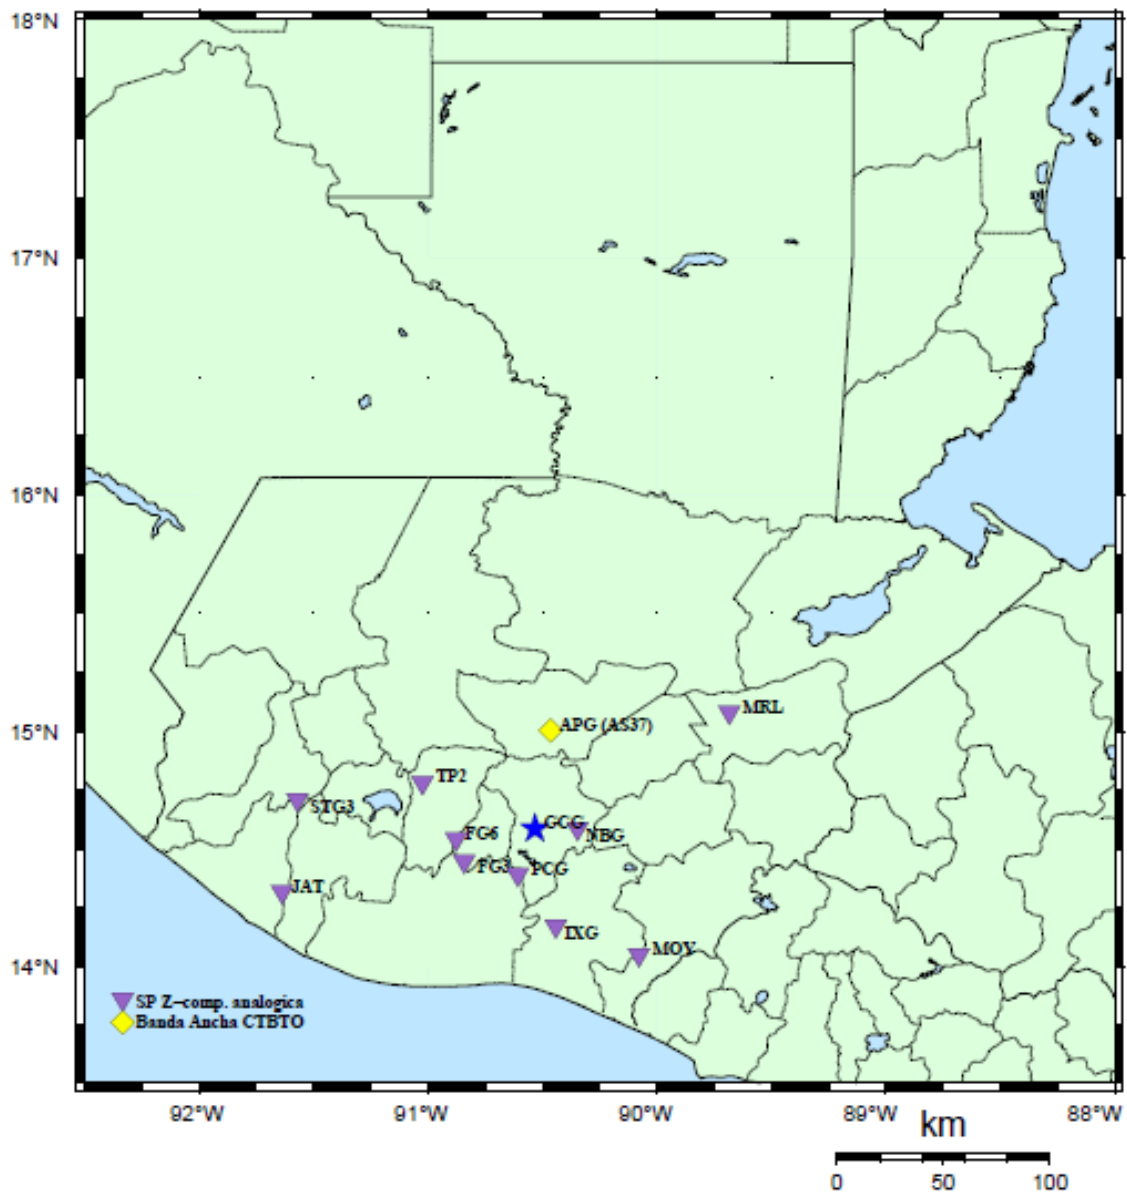 18°N
17°N
16°N
15°N
14°N
MRL
APG (AS37)
TP2
STG3
GCG
FG6
NBG
FG3
PCG
JAT
IXG
MOY
SP Z-comp. analogica
Banda Ancha CTBTO
92°W
91°W
90°W
89°W
88°W
km
0
50
100